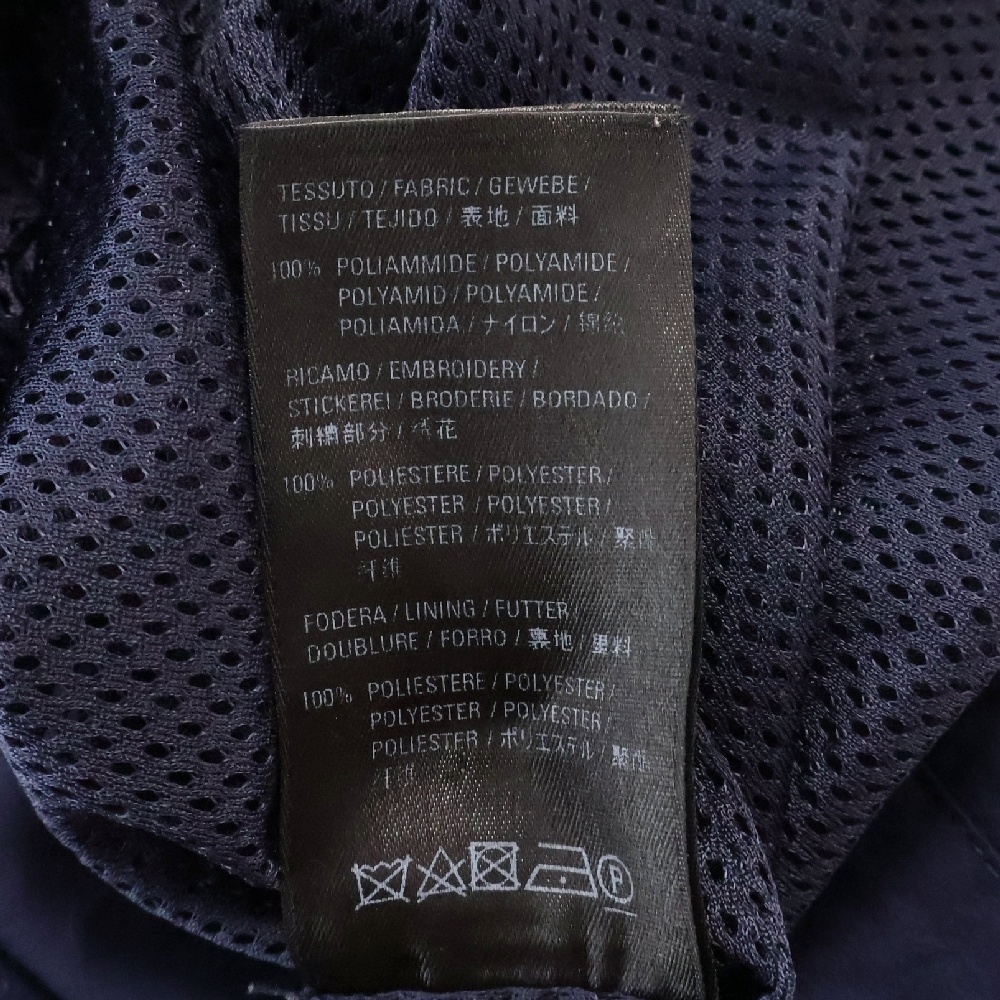 TESSUTO / FABRIC / GEWEBE /
TISSU / TEJIDO / 表地 / 面料
100% POLIAMMIDE / POLYAMIDE /
POLYAMID / POLYAMIDE /
POLIAMIDA / ナイロン /
RICAMO / EMBROIDERY /
STICKEREI / BRODERIE / BORDADO /
刺繍部分 /
100% POLIESTERE / POLYESTER /
POLYESTER / POLYESTER /
POLIESTER / ポリエステル /
FODERA / LINING / FUTTER /
DOUBLURE / FORRO / 裏地 / 里料
100% POLIESTERE / POLYESTER /
POLYESTER / POLYESTER /
POLIESTER / ポリエステル /
P